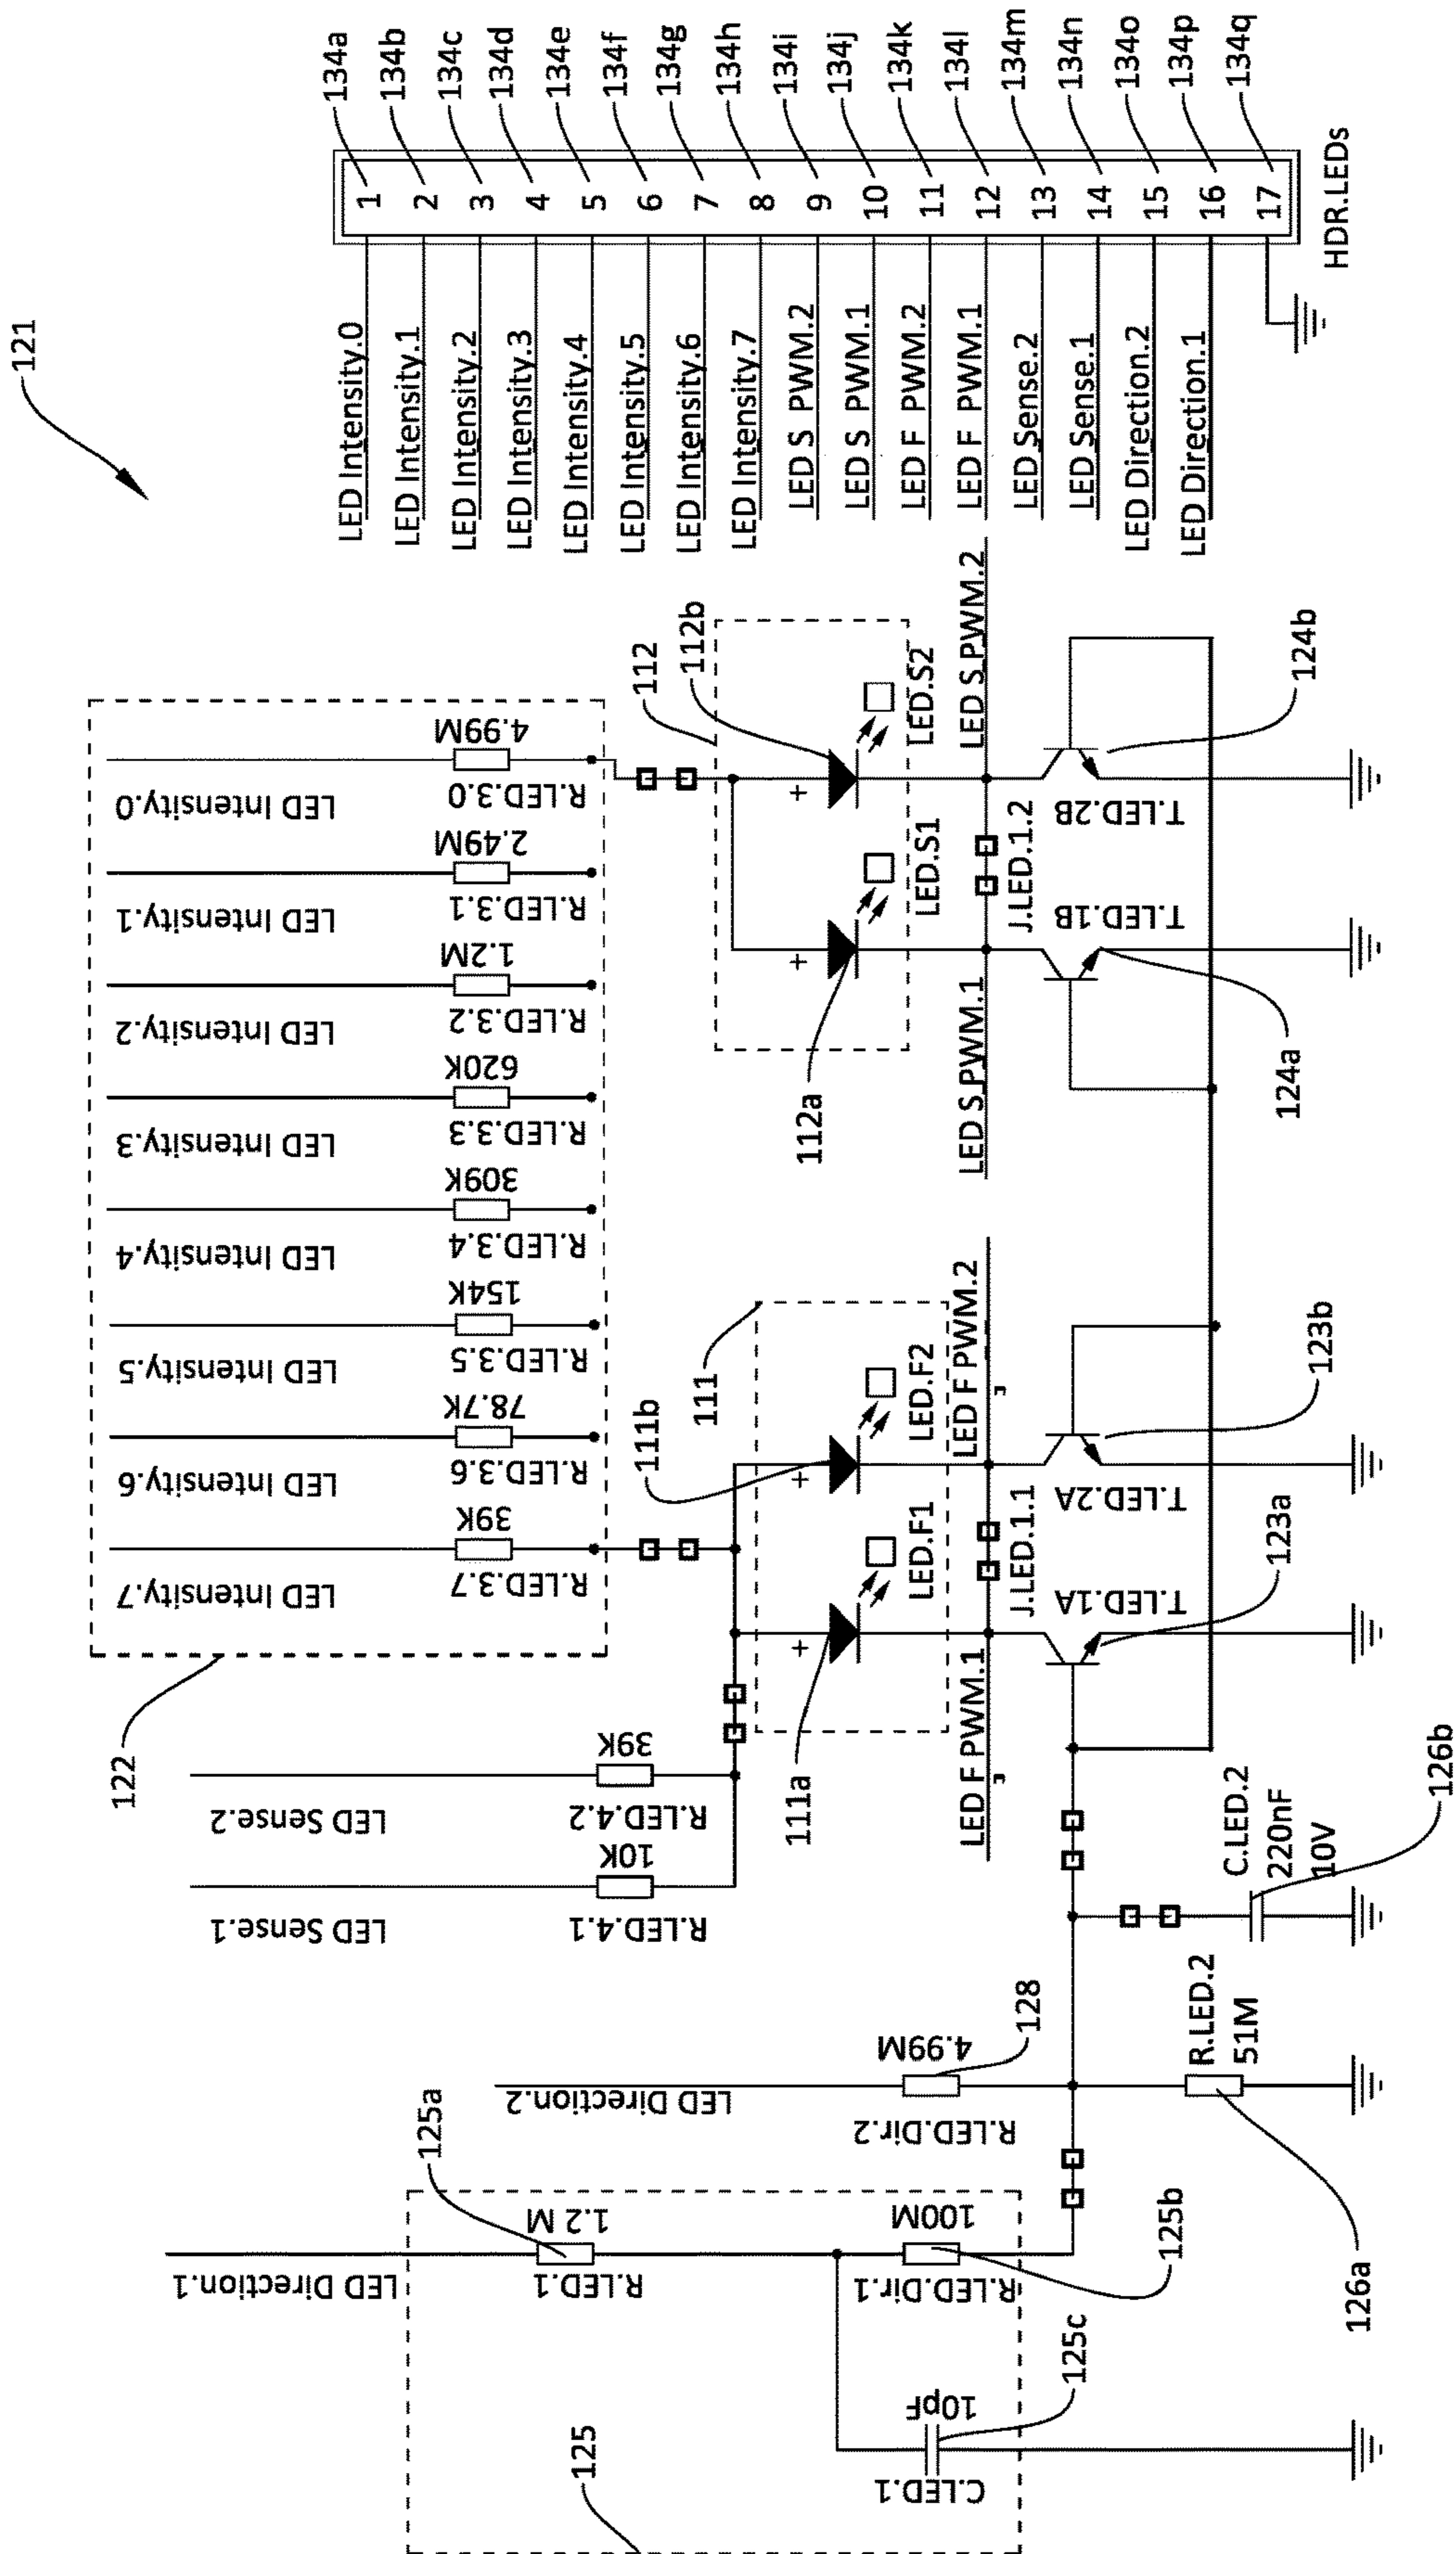 121
134a
134b
134c
134d
134e
134f
134g
134h
134i
134j
134k
134l
134m
134n
134o
134p
134q
1
2
3
4
5
6
7
8
9
10
11
12
13
14
15
16
17
HDR.LEDs
LED Intensity.0
LED Intensity.1
LED Intensity.2
LED Intensity.3
LED Intensity.4
LED Intensity.5
LED Intensity.6
LED Intensity.7
LED S PWM.2
LED S PWM.1
LED F PWM.2
LED F PWM.1
LED Sense.2
LED Sense.1
LED Direction.2
LED Direction.1
122
LED Intensity.0
4.99M
R.LED.3.0
LED Intensity.1
2.49M
R.LED.3.1
LED Intensity.2
1.2M
R.LED.3.2
LED Intensity.3
620K
R.LED.3.3
LED Intensity.4
309K
R.LED.3.4
LED Intensity.5
154K
R.LED.3.5
LED Intensity.6
78.7K
R.LED.3.6
LED Intensity.7
39K
R.LED.3.7
LED Sense.2
39K
R.LED.4.2
LED Sense.1
10K
R.LED.4.1
112
112b
+
LED.S2
+
LED.S1
112a
LED S PWM.2
LED S PWM.1
J.LED.1.2
T.LED.2B
T.LED.1B
124b
124a
111
111b
+
LED.F2
+
LED.F1
111a
LED F PWM.2
LED F PWM.1
J.LED.1.1
T.LED.2A
T.LED.1A
123b
123a
C.LED.2
220nF
10V
126b
LED Direction.2
4.99M
R.LED.Dir.2
128
R.LED.2
51M
126a
125
LED Direction.1
125a
1.2 M
R.LED.1
100M
R.LED.Dir.1
125b
125c
10pF
C.LED.1